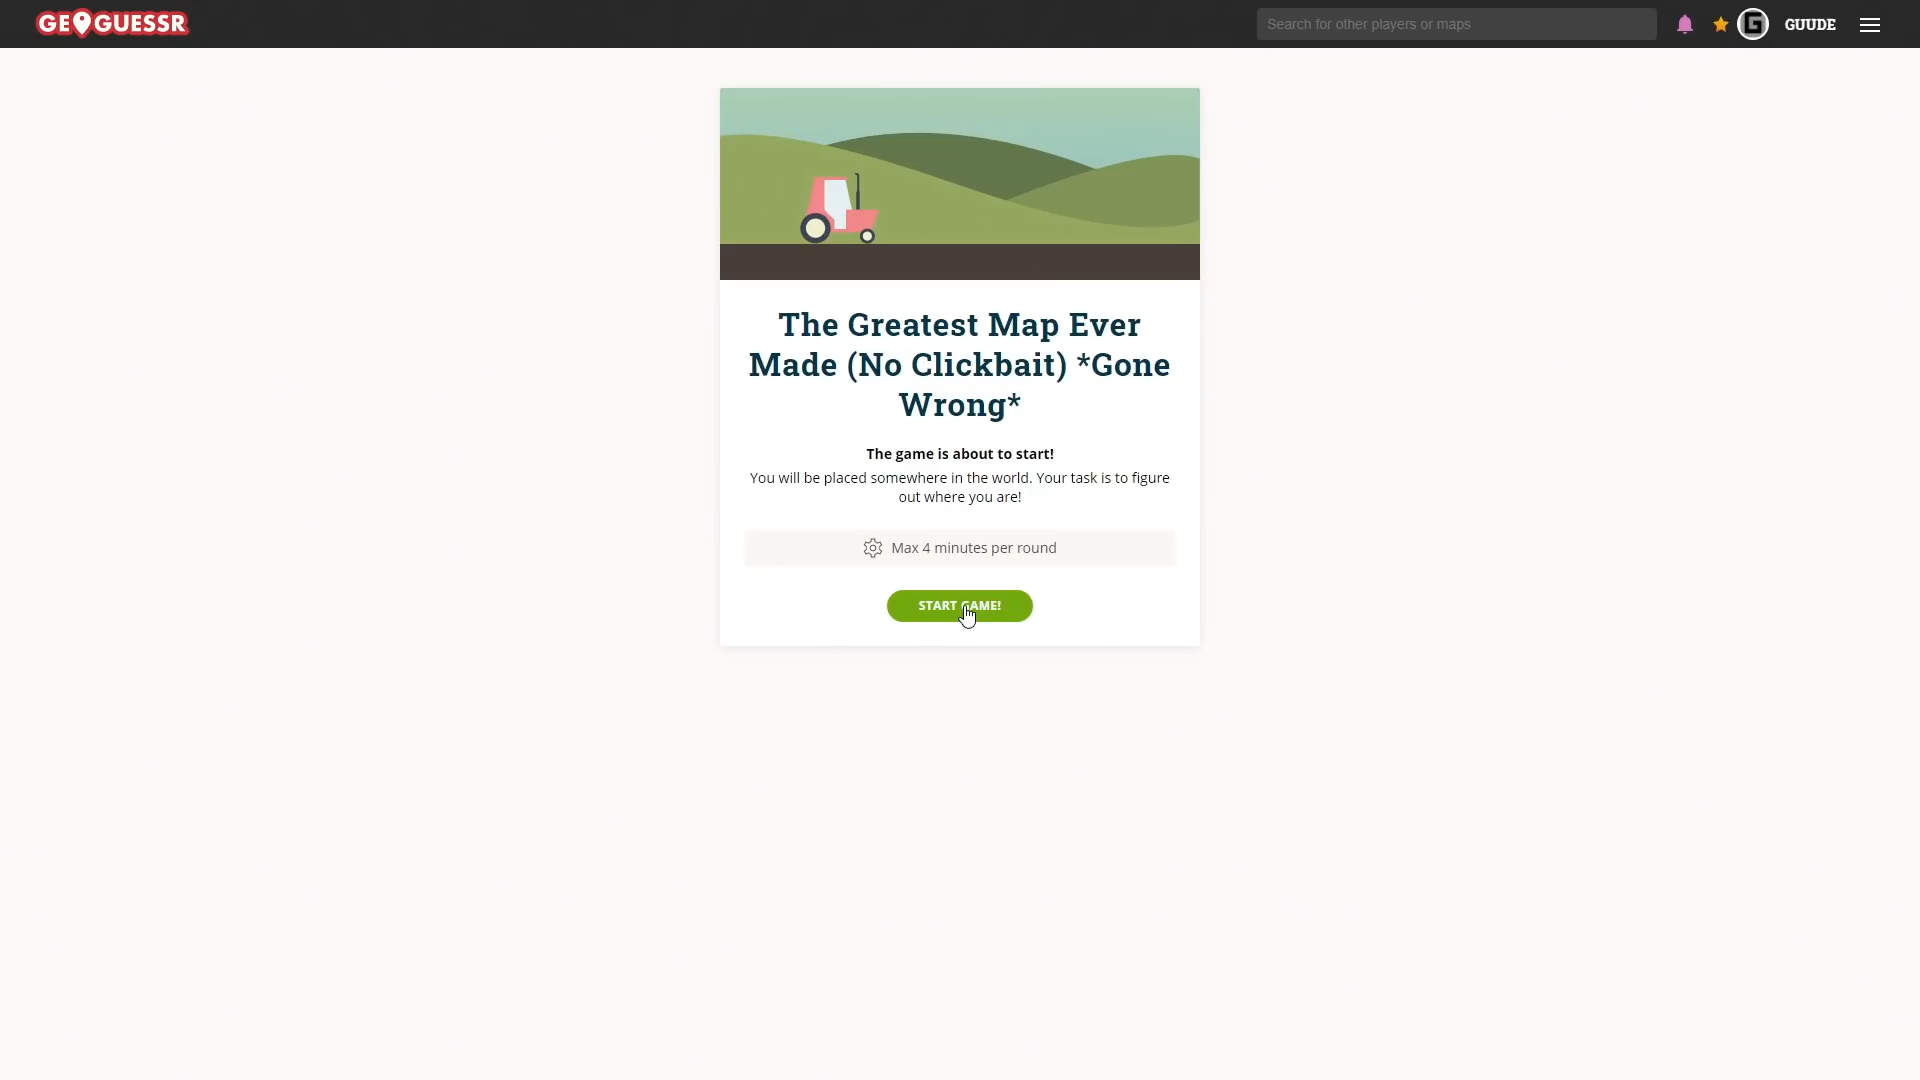 GEOGUESSR
Search for other players or maps
GUUDE
The Greatest Map Ever
Made (No Clickbait) *Gone
Wrong*
The game is about to start!
You will be placed somewhere in the world. Your task is to figure
out where you are!
Max 4 minutes per round
START GAME!